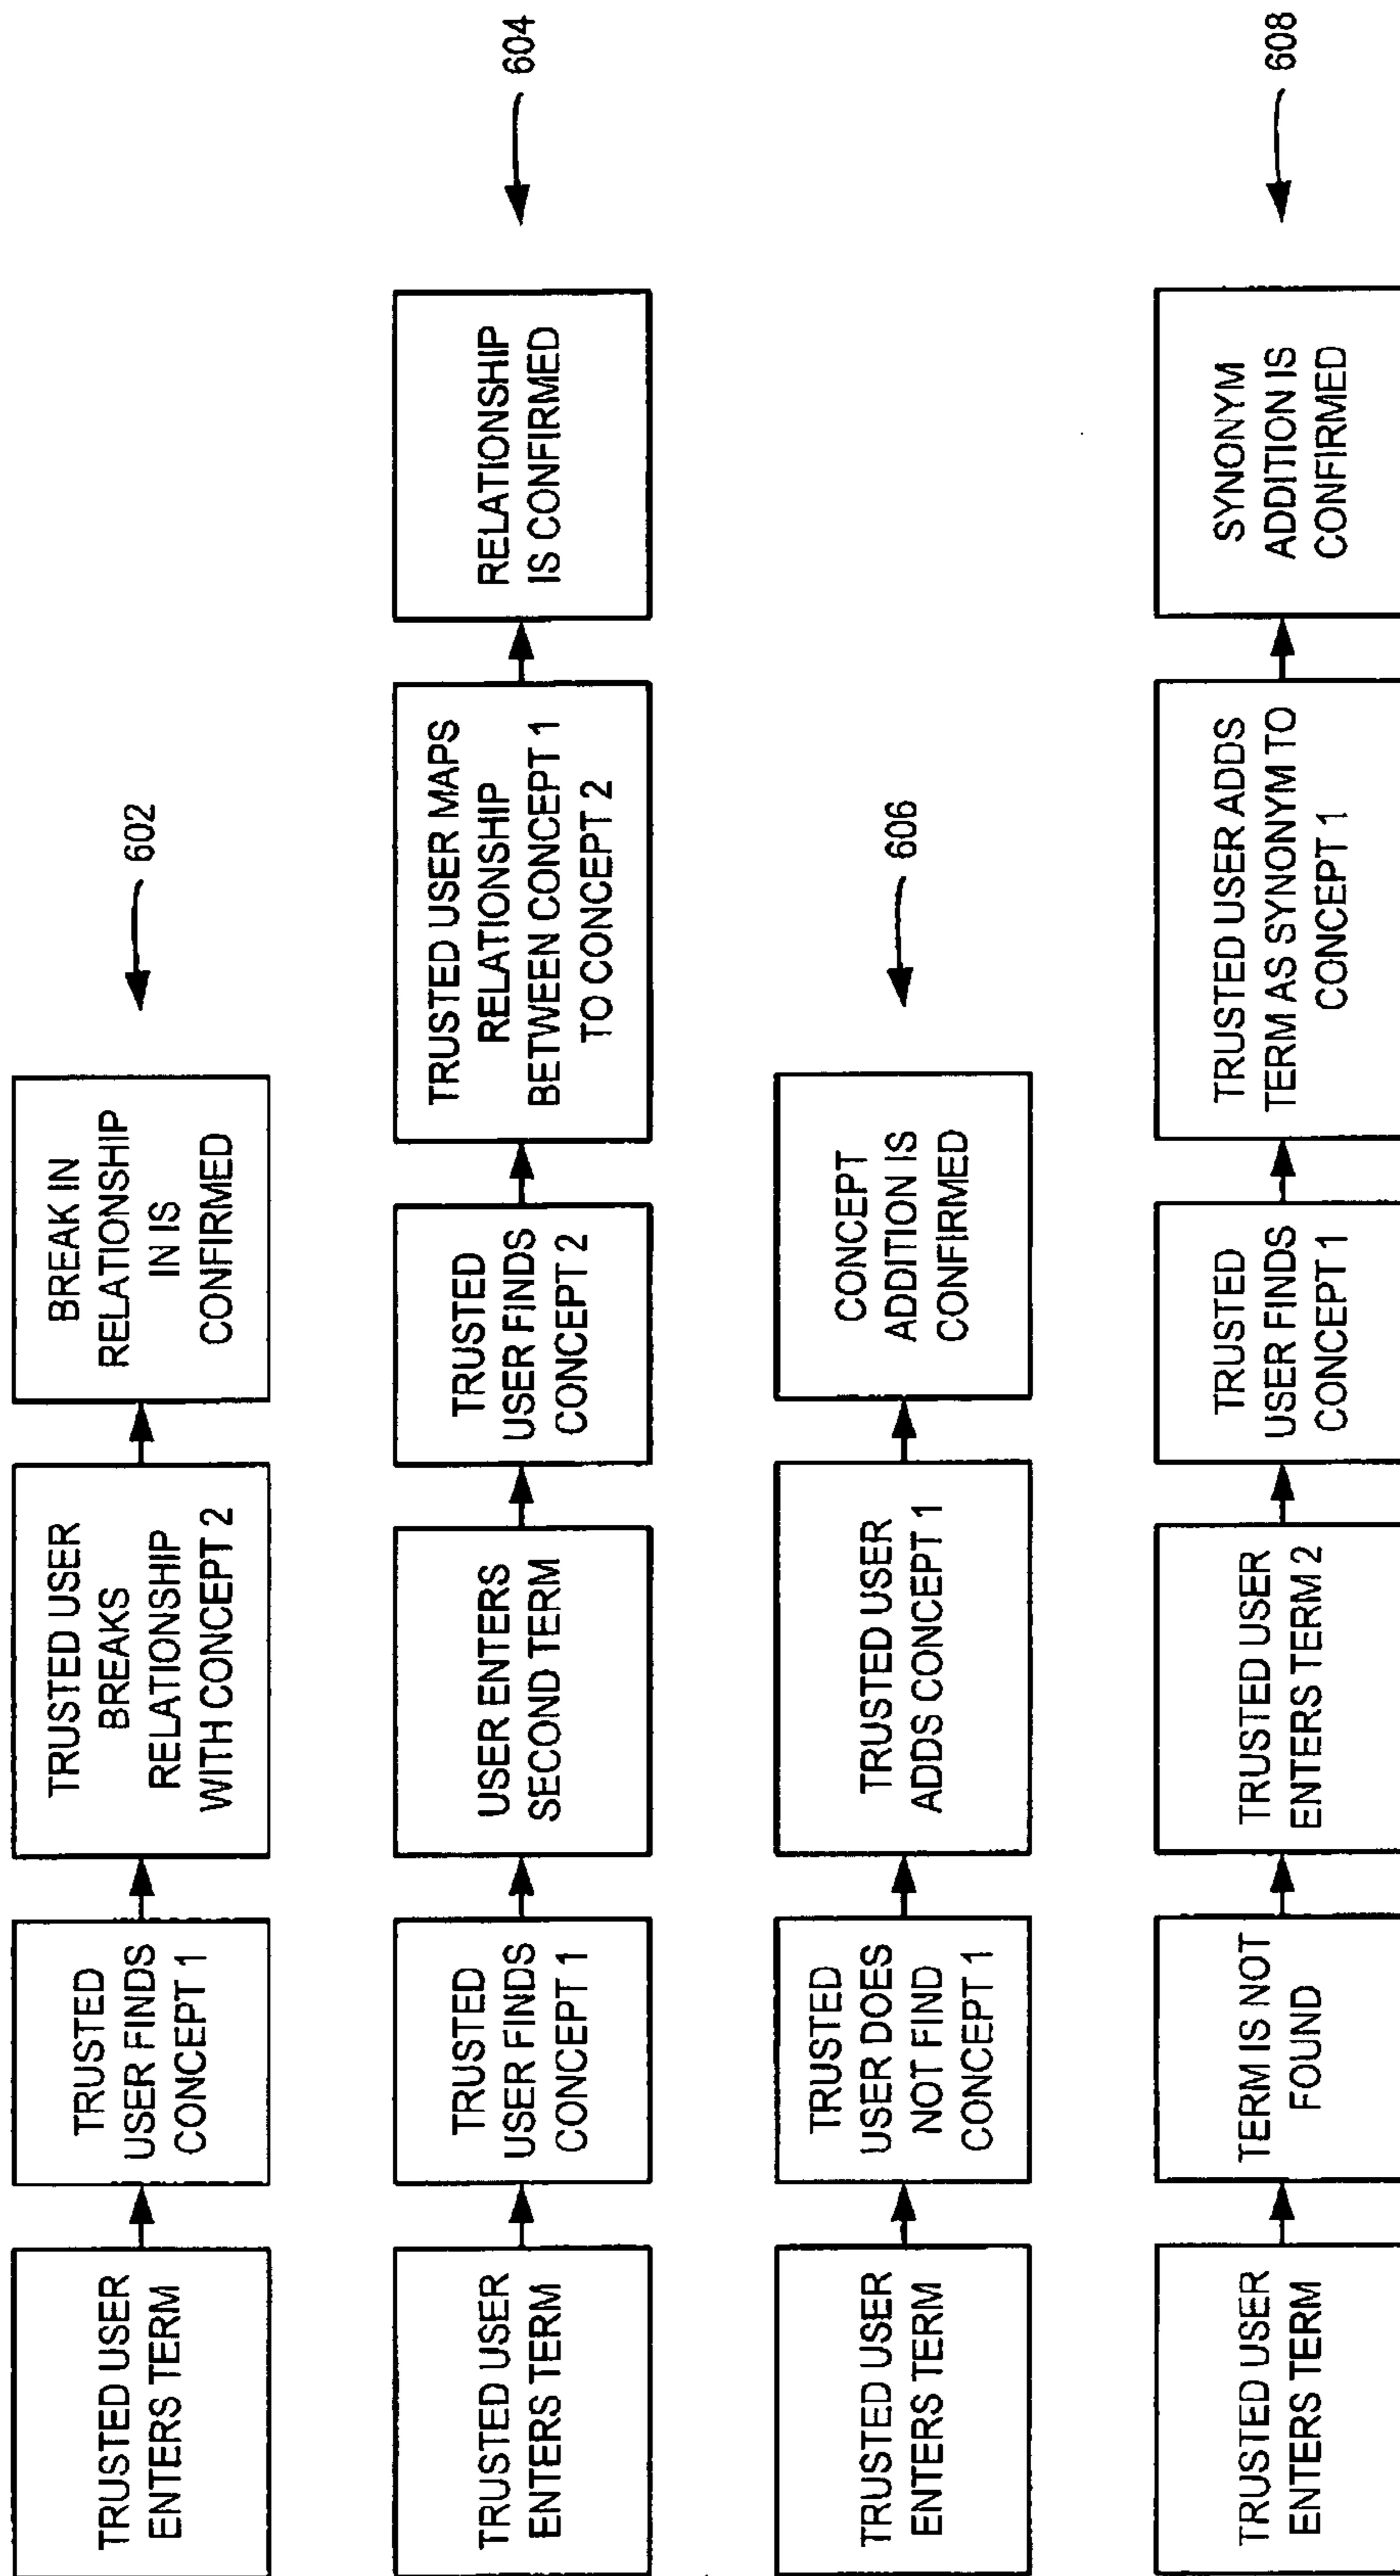 TRUSTED USER
ENTERS TERM
TRUSTED
USER FINDS
CONCEPT 1
TRUSTED USER
BREAKS
RELATIONSHIP
WITH CONCEPT 2
BREAK IN
RELATIONSHIP
IN IS
CONFIRMED
602
TRUSTED USER
ENTERS TERM
TRUSTED
USER FINDS
CONCEPT 1
USER ENTERS
SECOND TERM
TRUSTED
USER FINDS
CONCEPT 2
TRUSTED USER MAPS
RELATIONSHIP
BETWEEN CONCEPT 1
TO CONCEPT 2
RELATIONSHIP
IS CONFIRMED
604
TRUSTED USER
ENTERS TERM
TRUSTED
USER DOES
NOT FIND
CONCEPT 1
TRUSTED USER
ADDS CONCEPT 1
CONCEPT
ADDITION IS
CONFIRMED
606
TRUSTED USER
ENTERS TERM
TERM IS NOT
FOUND
TRUSTED USER
ENTERS TERM 2
TRUSTED
USER FINDS
CONCEPT 1
TRUSTED USER ADDS
TERM AS SYNONYM TO
CONCEPT 1
SYNONYM
ADDITION IS
CONFIRMED
608